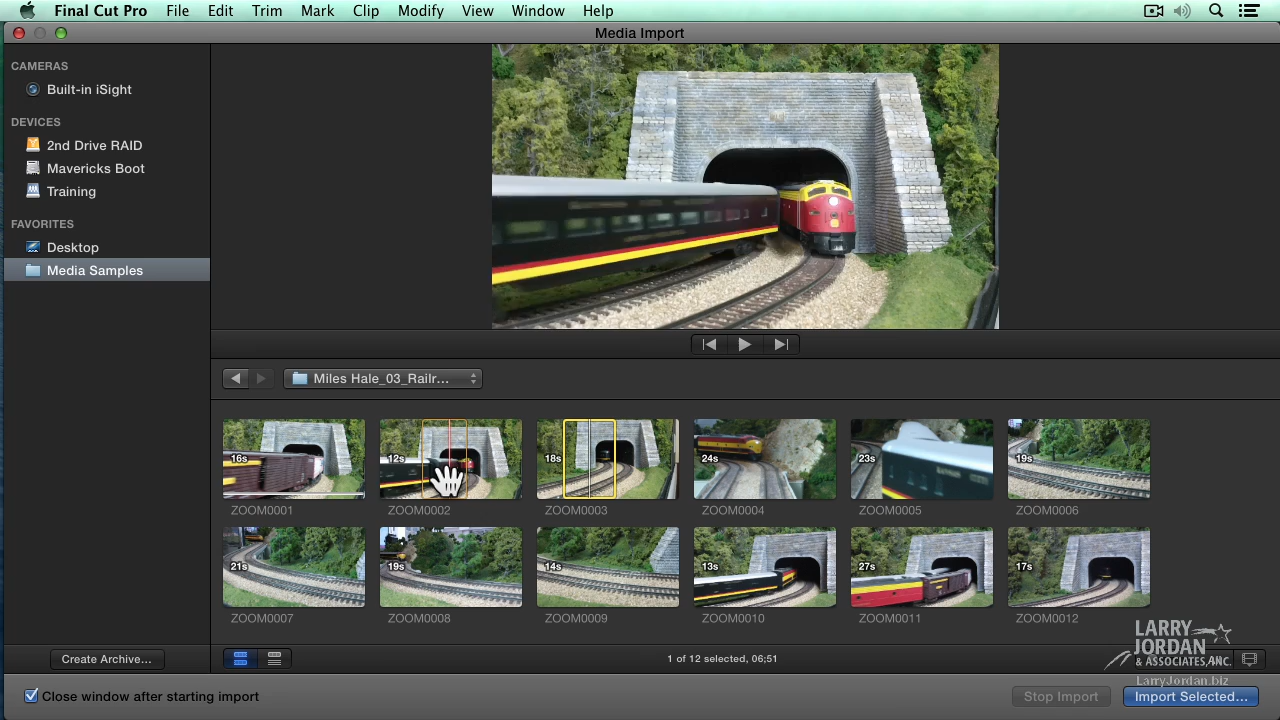 Final Cut Pro File Edit Trim Mark Clip Modify View Window Help
Media Import
CAMERAS
Built-in iSight
DEVICES
2nd Drive RAID
Mavericks Boot
Training
FAVORITES
Desktop
Media Samples
Miles Hale_03_Railr...
16s
12s
18s
24s
23s
19s
ZOOM0001
ZOOM0002
ZOOM0003
ZOOM0004
ZOOM0005
ZOOM0006
21s
19s
14s
13s
27s
17s
ZOOM0007
ZOOM0008
ZOOM0009
ZOOM0010
ZOOM0011
ZOOM0012
Create Archive...
1 of 12 selected, 06;51
LARRY
JORDAN
& ASSOCIATES, INC.
LarryJordan.biz
Close window after starting import
Stop Import
Import Selected...